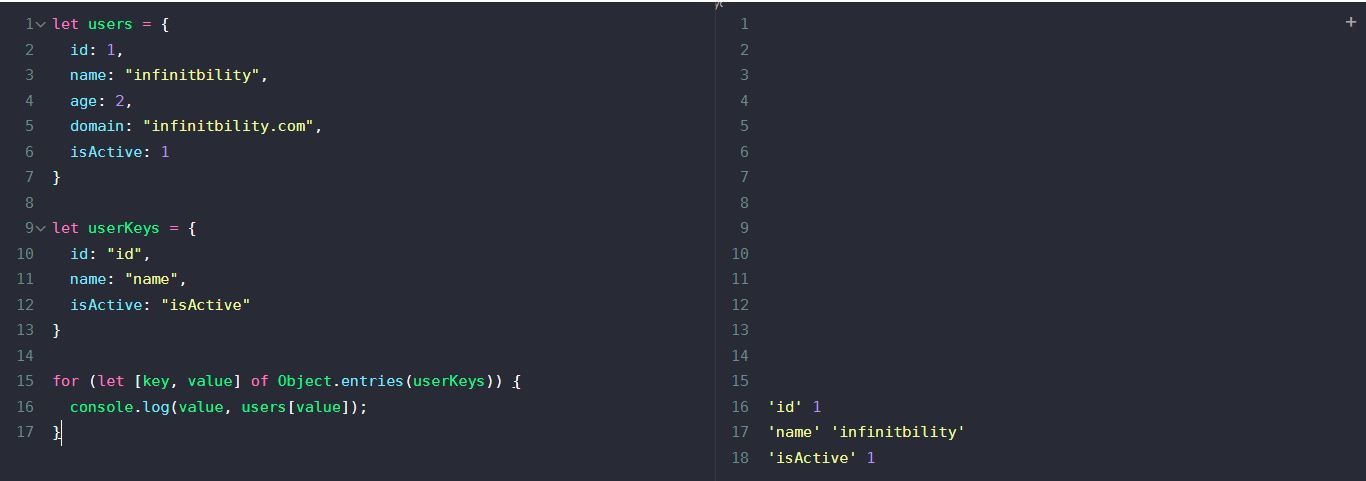 1 let users = {
2   id: 1,
3   name: "infinitbility",
4   age: 2,
5   domain: "infinitbility.com",
6   isActive: 1
7 }
8
9 let userKeys = {
10   id: "id",
11   name: "name",
12   isActive: "isActive"
13 }
14
15 for (let [key, value] of Object.entries(userKeys)) {
16   console.log(value, users[value]);
17 }
+
1
2
3
4
5
6
7
8
9
10
11
12
13
14
15
16 'id' 1
17 'name' 'infinitbility'
18 'isActive' 1